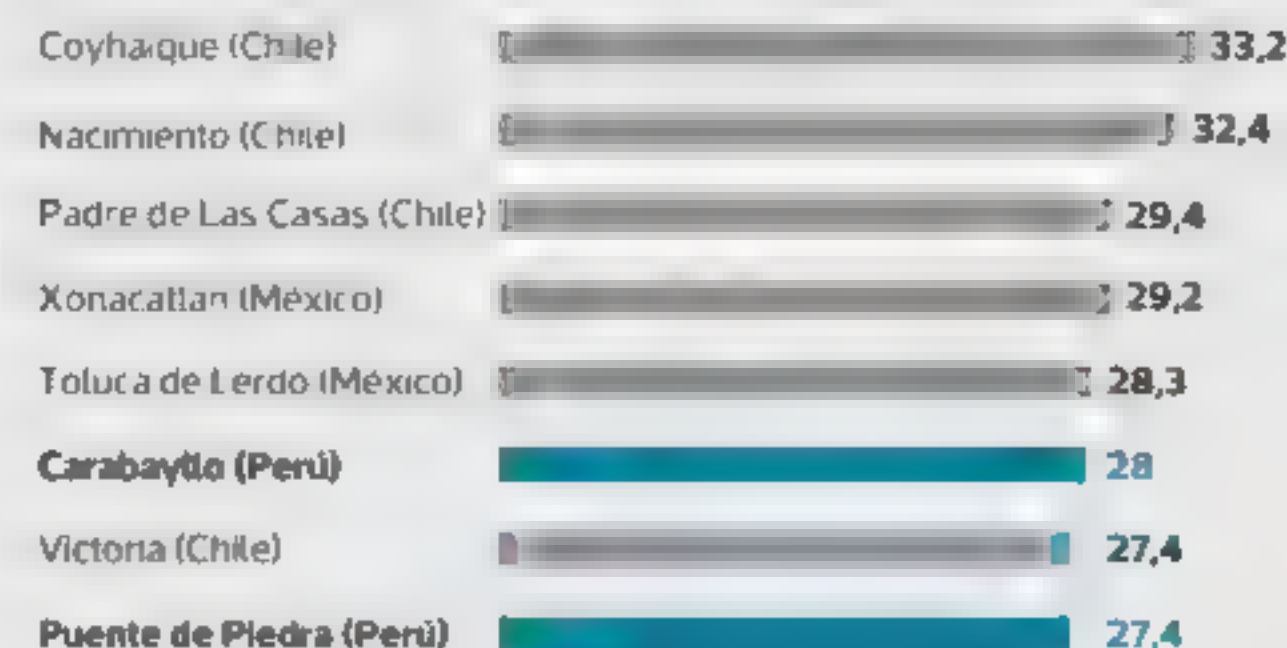 Coyhaique (Chile) 33,2
Nacimiento (Chile) 32,4
Padre de Las Casas (Chile) 29,4
Xonacatlan (México) 29,2
Toluca de Lerdo (México) 28,3
Carabayllo (Perú) 28
Victoria (Chile) 27,4
Puente de Piedra (Perú) 27,4